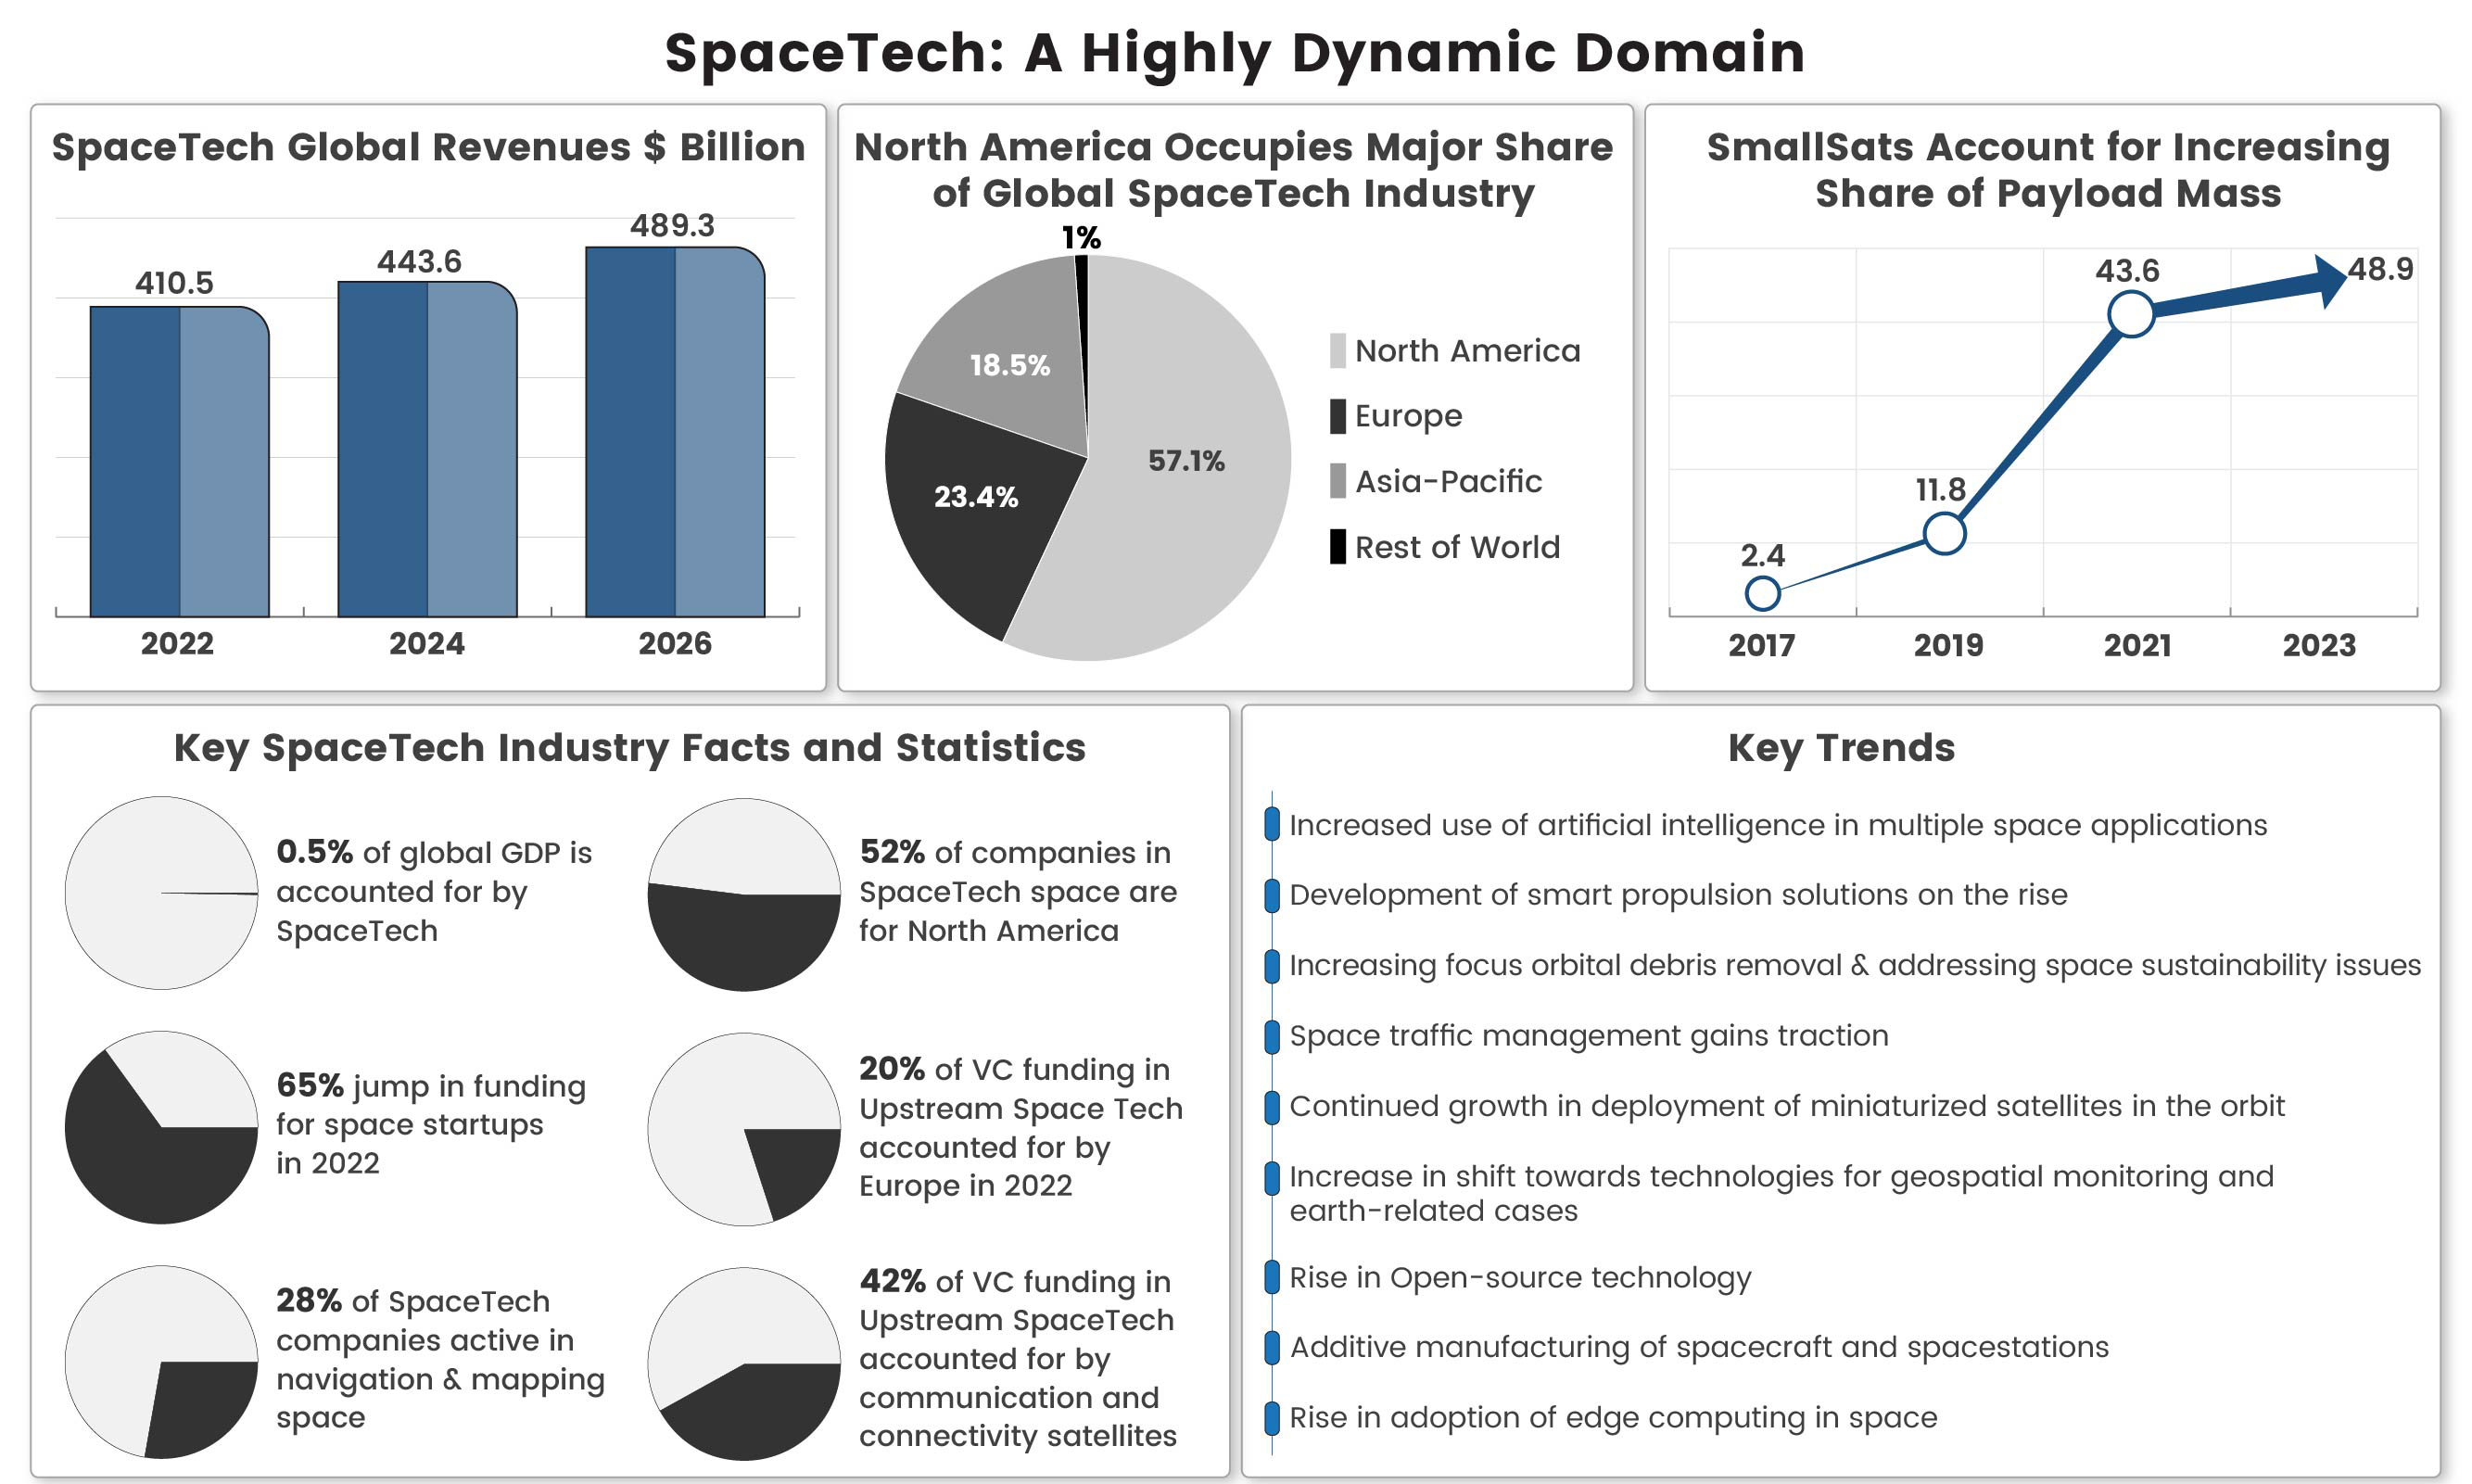 SpaceTech: A Highly Dynamic Domain
SpaceTech Global Revenues $ Billion
410.5
443.6
489.3
2022
2024
2026
North America Occupies Major Share
of Global SpaceTech Industry
1%
18.5%
23.4%
57.1%
North America
Europe
Asia-Pacific
Rest of World
SmallSats Account for Increasing
Share of Payload Mass
2.4
11.8
43.6
48.9
2017
2019
2021
2023
Key SpaceTech Industry Facts and Statistics
0.5% of global GDP is
accounted for by
SpaceTech
52% of companies in
SpaceTech space are
for North America
65% jump in funding
for space startups
in 2022
20% of VC funding in
Upstream Space Tech
accounted for by
Europe in 2022
28% of SpaceTech
companies active in
navigation & mapping
space
42% of VC funding in
Upstream SpaceTech
accounted for by
communication and
connectivity satellites
Key Trends
Increased use of artificial intelligence in multiple space applications
Development of smart propulsion solutions on the rise
Increasing focus orbital debris removal & addressing space sustainability issues
Space traffic management gains traction
Continued growth in deployment of miniaturized satellites in the orbit
Increase in shift towards technologies for geospatial monitoring and
earth-related cases
Rise in Open-source technology
Additive manufacturing of spacecraft and spacestations
Rise in adoption of edge computing in space